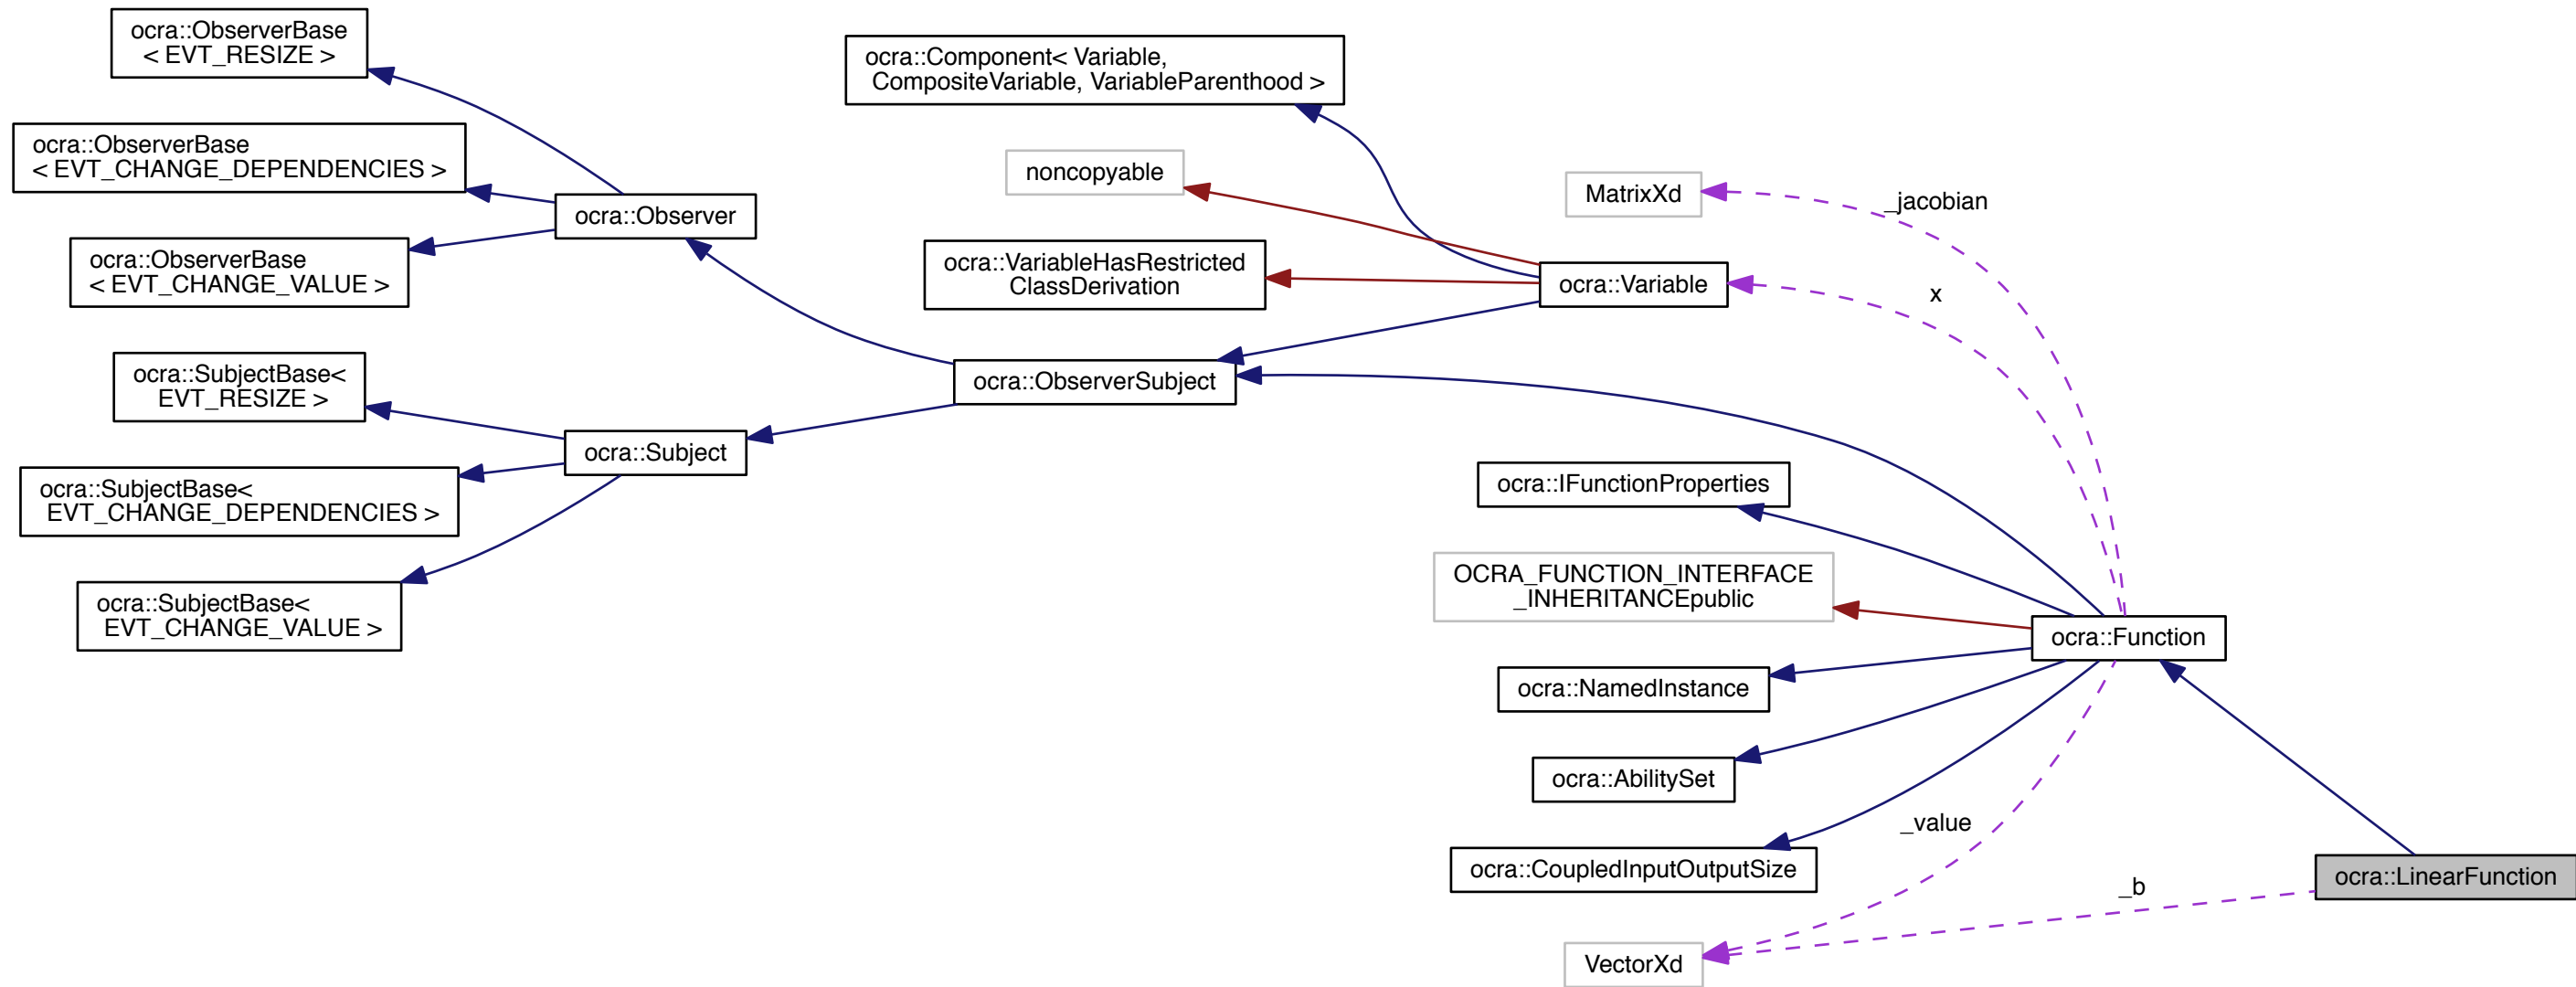 ocra::ObserverBase
< EVT_RESIZE >
ocra::ObserverBase
< EVT_CHANGE_DEPENDENCIES >
ocra::ObserverBase
< EVT_CHANGE_VALUE >
ocra::SubjectBase<
EVT_RESIZE >
ocra::SubjectBase<
EVT_CHANGE_DEPENDENCIES >
ocra::SubjectBase<
EVT_CHANGE_VALUE >
ocra::Observer
ocra::Subject
ocra::Component< Variable,
CompositeVariable, VariableParenthood >
noncopyable
ocra::VariableHasRestricted
ClassDerivation
ocra::ObserverSubject
MatrixXd
ocra::Variable
ocra::IFunctionProperties
OCRA_FUNCTION_INTERFACE
_INHERITANCEpublic
ocra::NamedInstance
ocra::AbilitySet
ocra::CoupledInputOutputSize
VectorXd
_jacobian
x
_value
_b
ocra::Function
ocra::LinearFunction